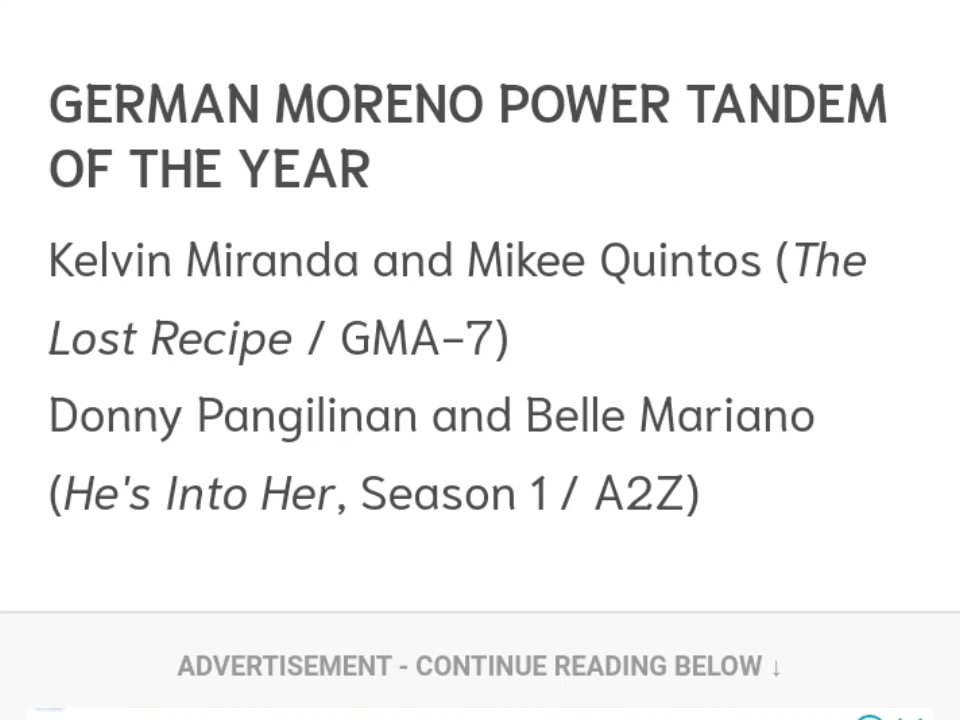 GERMAN MORENO POWER TANDEM
OF THE YEAR
Kelvin Miranda and Mikee Quintos (The
Lost Recipe / GMA-7)
Donny Pangilinan and Belle Mariano
(He's Into Her, Season 1 / A2Z)
ADVERTISEMENT - CONTINUE READING BELOW ↓